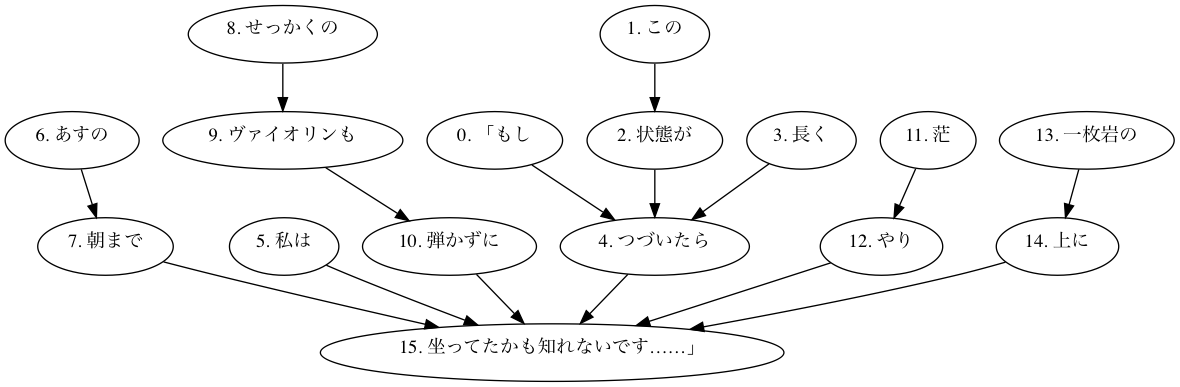 8. せっかくの
1. この
6. あすの
9. ヴァイオリンも
0. 「もし
2. 状態が
3. 長く
11. 茫
13. 一枚岩の
7. 朝まで
5. 私は
10. 弾かずに
4. つづいたら
12. やり
14. 上に
15. 坐ってたかも知れないです……」